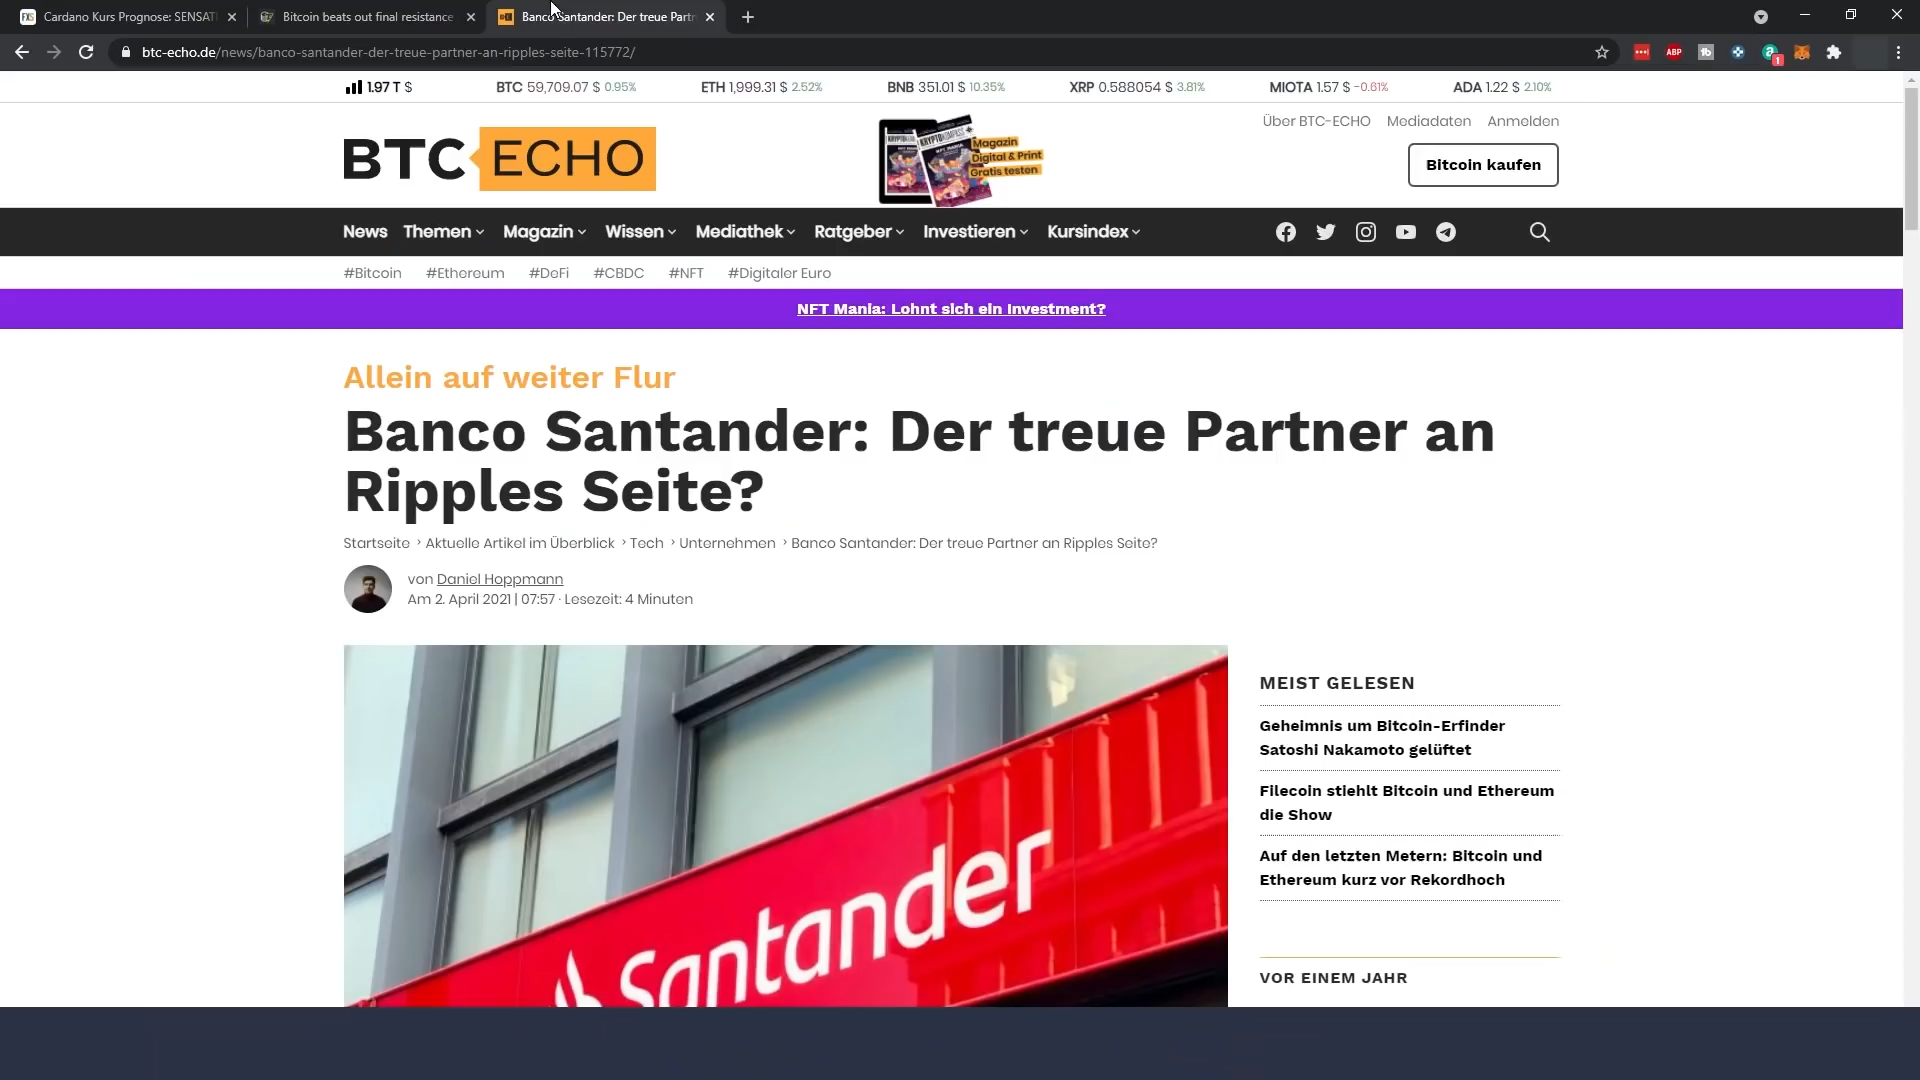 Cardano Kurs Prognose: SENSATI
Bitcoin beats out final resistance
Banco Santander: Der treue Partn
btc-echo.de/news/banco-santander-der-treue-partner-an-ripples-seite-115772/
ABP
1
1.97 T $
BTC 59,709.07 $ 0.95%
ETH 1,999.31 $ 2.52%
BNB 351.01 $ 10.35%
XRP 0.588054 $ 3.81%
MIOTA 1.57 $ -0.61%
ADA 1.22 $ 2.10%
Über BTC-ECHO Mediadaten Anmelden
BTC ECHO
KRYPTOKOMPASS
Magazin
Digital & Print
Gratis testen
Bitcoin kaufen
News Themen Magazin Wissen Mediathek Ratgeber Investieren Kursindex
#Bitcoin #Ethereum #DeFi #CBDC #NFT #Digitaler Euro
NFT Mania: Lohnt sich ein Investment?
Allein auf weiter Flur
Banco Santander: Der treue Partner an
Ripples Seite?
Startseite › Aktuelle Artikel im Überblick › Tech › Unternehmen › Banco Santander: Der treue Partner an Ripples Seite?
von Daniel Hoppmann
Am 2. April 2021 | 07:57 · Lesezeit: 4 Minuten
Santander
MEIST GELESEN
Geheimnis um Bitcoin-Erfinder
Satoshi Nakamoto gelüftet
Filecoin stiehlt Bitcoin und Ethereum
die Show
Auf den letzten Metern: Bitcoin und
Ethereum kurz vor Rekordhoch
VOR EINEM JAHR